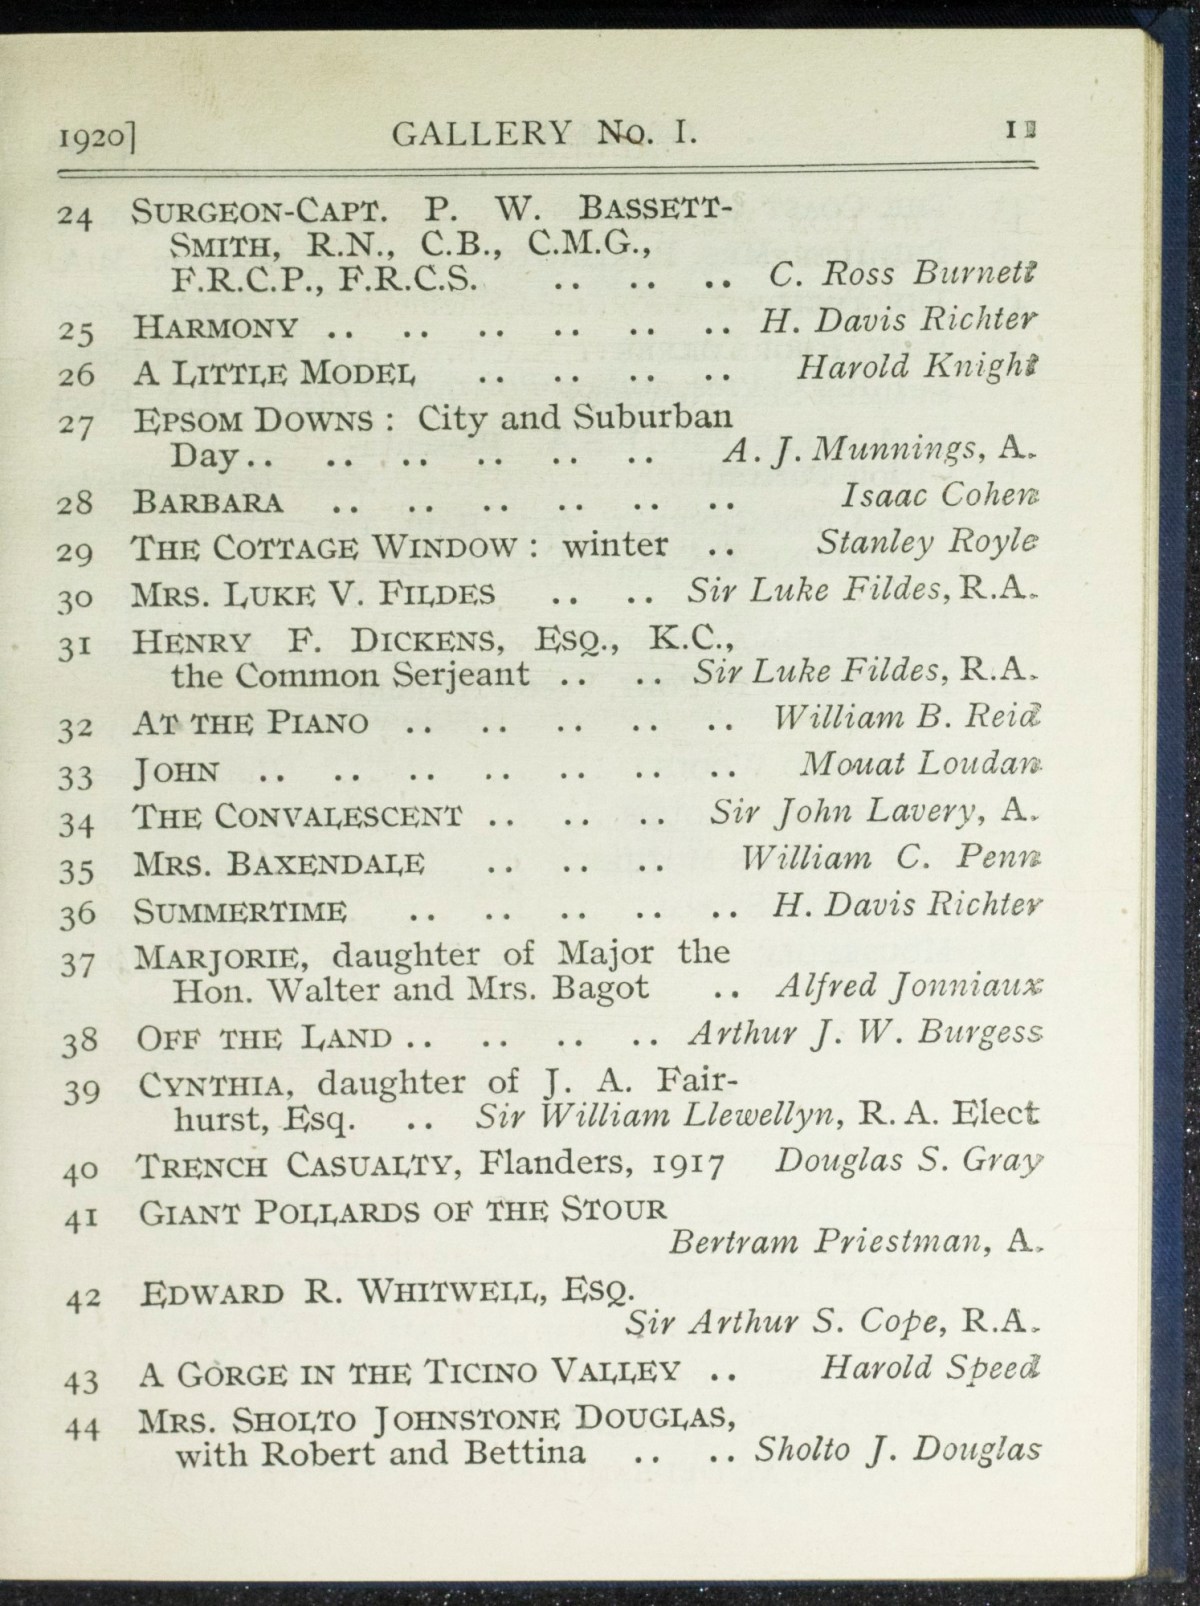 1920] GALLERY No. I. 11
24 SURGEON-CAPT. P. W. BASSETT-
SMITH, R.N., C.B., C.M.G.,
F.R.C.P., F.R.C.S. .. .. .. C. Ross Burnett
25 HARMONY .. .. .. .. .. .. H. Davis Richter
26 A LITTLE MODEL .. .. .. .. Harold Knight
27 EPSOM DOWNS : City and Suburban
Day.. .. .. .. .. .. A. J. Munnings, A.
28 BARBARA .. .. .. .. .. .. Isaac Cohen
29 THE COTTAGE WINDOW : winter .. Stanley Royle
30 MRS. LUKE V. FILDES .. .. Sir Luke Fildes, R.A.
31 HENRY F. DICKENS, ESQ., K.C.,
the Common Serjeant .. .. Sir Luke Fildes, R.A.
32 AT THE PIANO .. .. .. .. .. William B. Reid
33 JOHN .. .. .. .. .. .. .. Mouat Loudan
34 THE CONVALESCENT .. .. .. Sir John Lavery, A.
35 MRS. BAXENDALE .. .. .. William C. Penn
36 SUMMERTIME .. .. .. .. .. H. Davis Richter
37 MARJORIE, daughter of Major the
Hon. Walter and Mrs. Bagot .. Alfred Jonniaux
38 OFF THE LAND .. .. .. .. Arthur J. W. Burgess
39 CYNTHIA, daughter of J. A. Fair-
hurst, Esq. .. Sir William Llewellyn, R. A. Elect
40 TRENCH CASUALTY, Flanders, 1917 Douglas S. Gray
41 GIANT POLLARDS OF THE STOUR
Bertram Priestman, A.
42 EDWARD R. WHITWELL, ESQ.
Sir Arthur S. Cope, R.A.
43 A GORGE IN THE TICINO VALLEY .. Harold Speed
44 MRS. SHOLTO JOHNSTONE DOUGLAS,
with Robert and Bettina .. .. Sholto J. Douglas